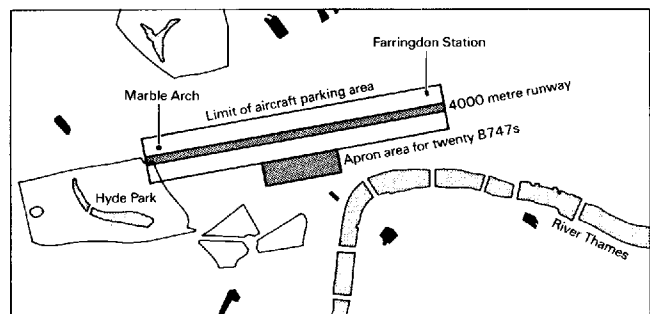 Farringdon Station
Marble Arch
Limit of aircraft parking area
4000 metre runway
Apron area for twenty B747s
Hyde Park
River Thames